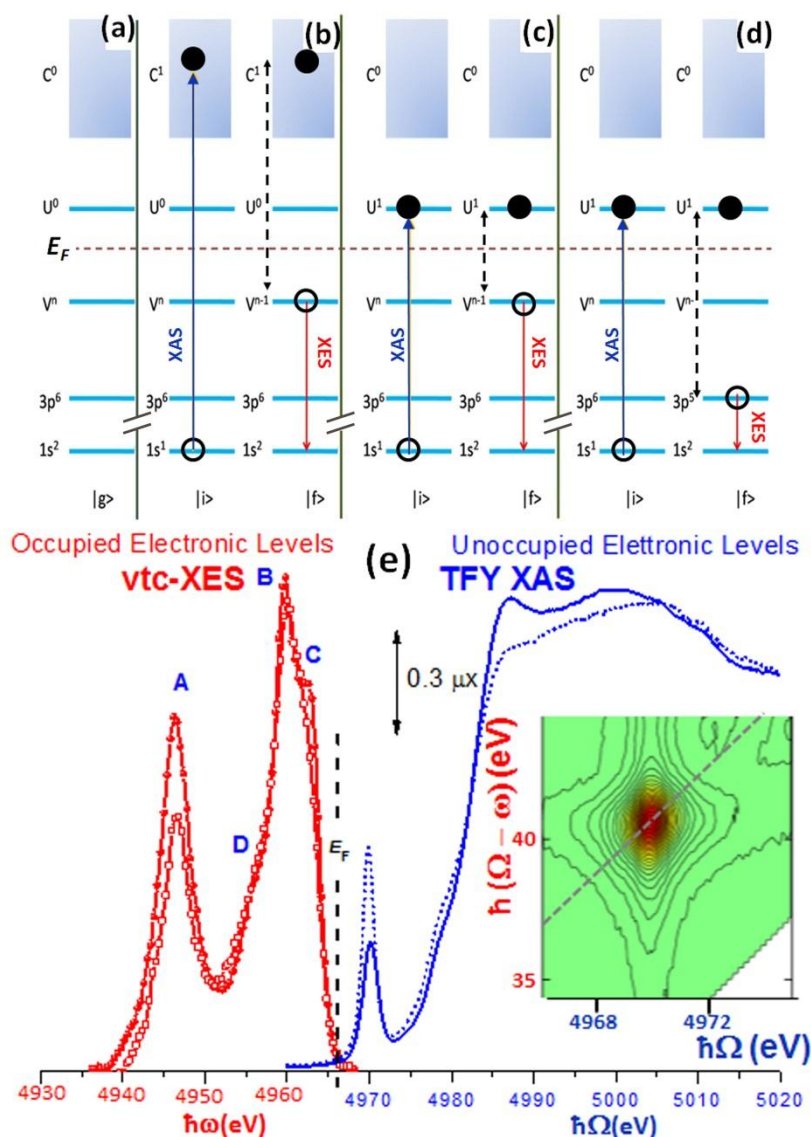 (a) (b) (c) (d)
C⁰ C¹ C¹ C⁰ C⁰ C⁰ C⁰
U⁰ U⁰ U⁰ U¹ U¹ U¹ U¹
E_F
Vⁿ Vⁿ Vⁿ⁻¹ Vⁿ Vⁿ⁻¹ Vⁿ Vⁿ⁻
XAS XES XAS XES XAS XES
3p⁶ 3p⁶ 3p⁶ 3p⁶ 3p⁶ 3p⁶ 3p⁵
1s² 1s¹ 1s² 1s¹ 1s² 1s¹ 1s²
|g> |i> |f> |i> |f> |i> |f>
Occupied Electronic Levels (e) Unoccupied Elettronic Levels
vtc-XES TFY XAS
B
C
A
0.3 μx
D
E_F
ħ (Ω − ω) (eV)
40
35
4968 4972
ħΩ (eV)
4930 4940 4950 4960 4970 4980 4990 5000 5010 5020
ħω(eV) ħΩ(eV)